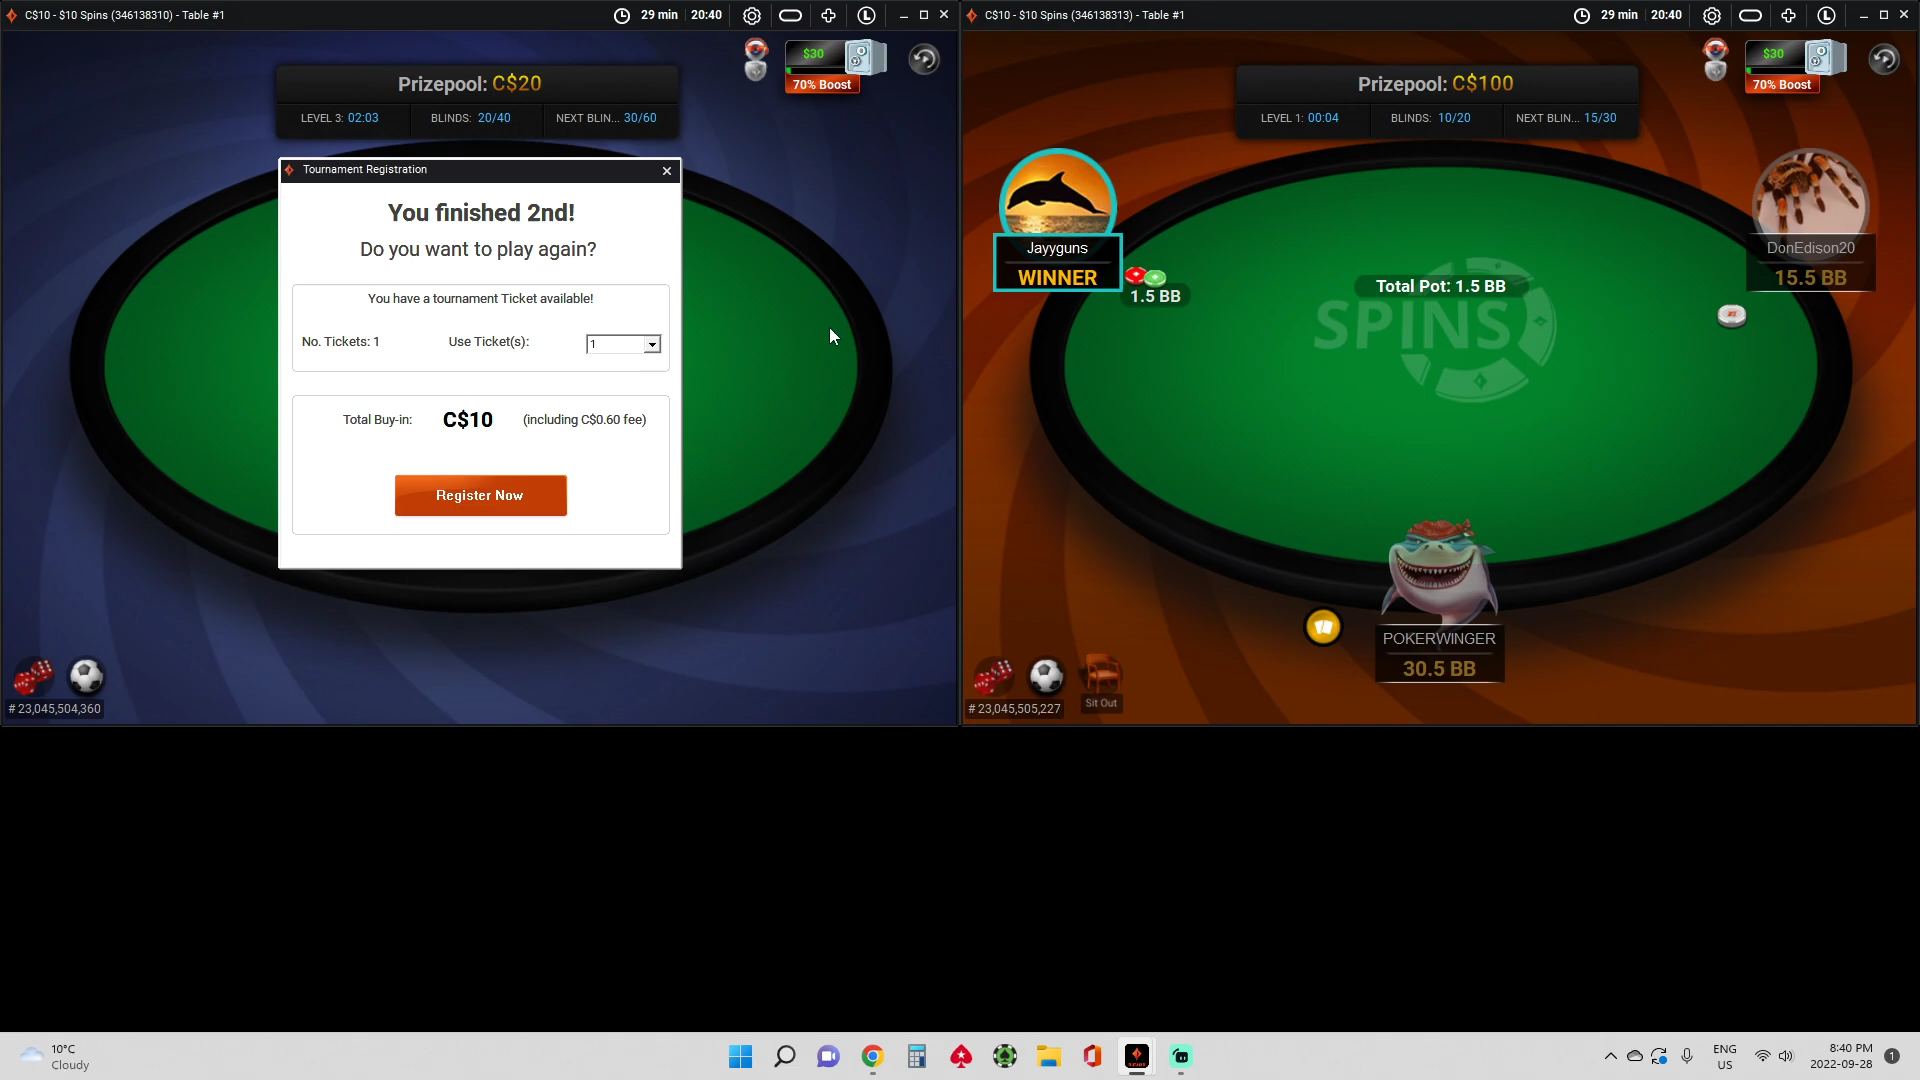 C$10 - $10 Spins (346138310) - Table #1
29 min 20:40
$30
70% Boost
Prizepool: C$20
LEVEL 3: 02:03 BLINDS: 20/40 NEXT BLIN... 30/60
Tournament Registration
You finished 2nd!
Do you want to play again?
You have a tournament Ticket available!
No. Tickets: 1 Use Ticket(s): 1
Total Buy-in: C$10 (including C$0.60 fee)
Register Now
# 23,045,504,360
C$10 - $10 Spins (346138313) - Table #1
29 min 20:40
$30
70% Boost
Prizepool: C$100
LEVEL 1: 00:04 BLINDS: 10/20 NEXT BLIN... 15/30
Jayyguns
WINNER
1.5 BB
Total Pot: 1.5 BB
SPINS
DonEdison20
15.5 BB
POKERWINGER
30.5 BB
Sit Out
# 23,045,505,227
10°C
Cloudy
ENG
US
8:40 PM
2022-09-28
1